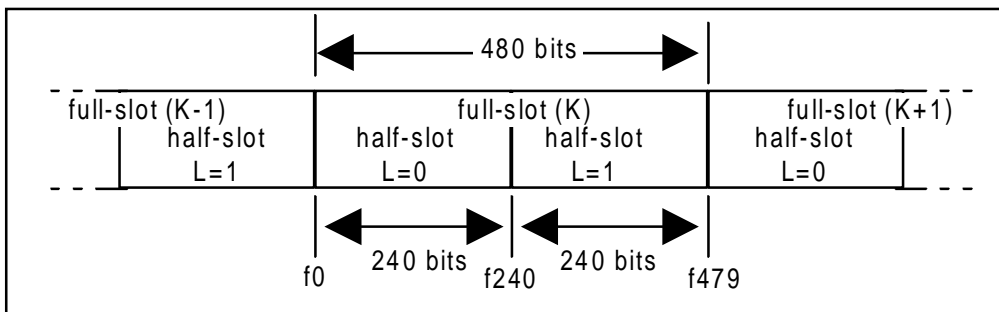 480 bits
full-slot (K-1) full-slot (K) full-slot (K+1)
half-slot half-slot half-slot half-slot
L=1 L=0 L=1 L=0
240 bits 240 bits
f0 f240 f479